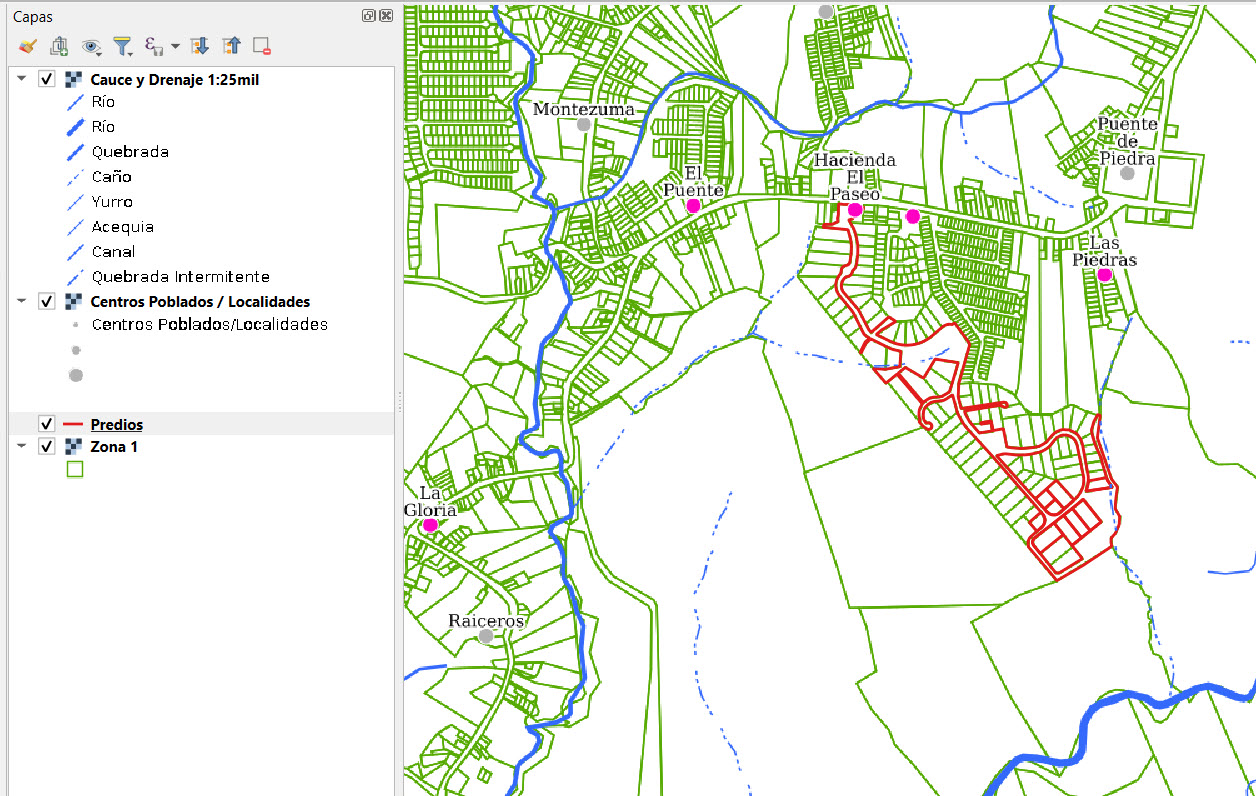 Capas
Cauce y Drenaje 1:25mil
Río
Río
Quebrada
Caño
Yurro
Acequia
Canal
Quebrada Intermitente
Centros Poblados / Localidades
Centros Poblados/Localidades
Predios
Zona 1
Montezuma
Puente
de
Piedra
Hacienda
El
Paseo
El
Puente
Las
Piedras
La
Gloria
Raiceros